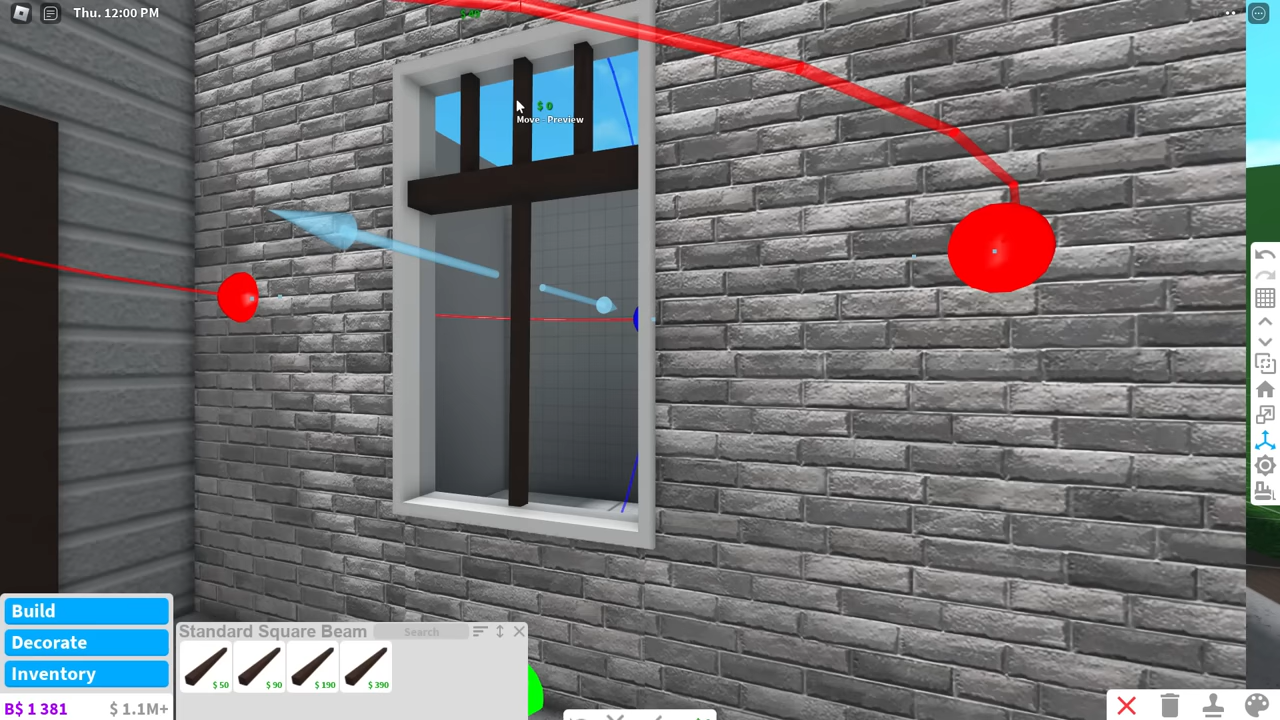 Thu. 12:00 PM
$ 0
Move - Preview
Build
Decorate
Inventory
B$ 1 381
$ 1.1M+
Standard Square Beam
Search
$ 50
$ 90
$ 190
$ 390